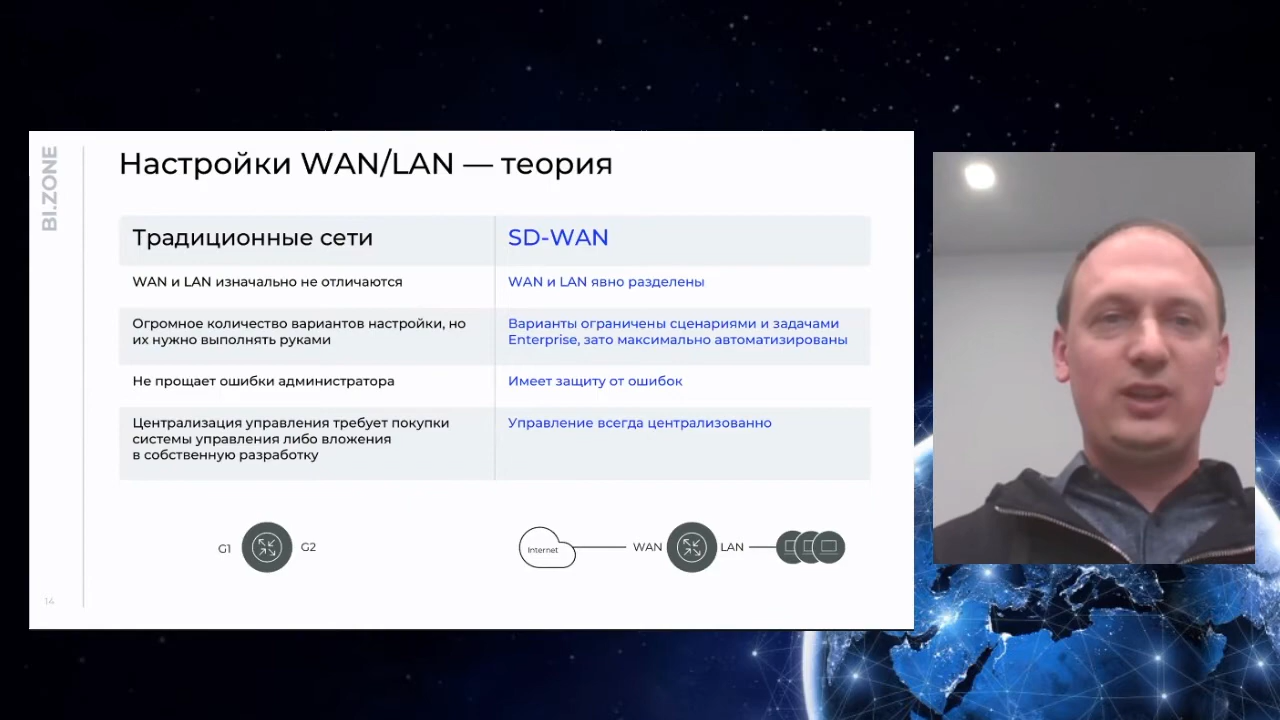 BI.ZONE
Настройки WAN/LAN — теория
Традиционные сети
SD-WAN
WAN и LAN изначально не отличаются
WAN и LAN явно разделены
Огромное количество вариантов настройки, но
их нужно выполнять руками
Варианты ограничены сценариями и задачами
Enterprise, зато максимально автоматизированы
Не прощает ошибки администратора
Имеет защиту от ошибок
Централизация управления требует покупки
системы управления либо вложения
в собственную разработку
Управление всегда централизованно
G1
G2
Internet
WAN
LAN
14